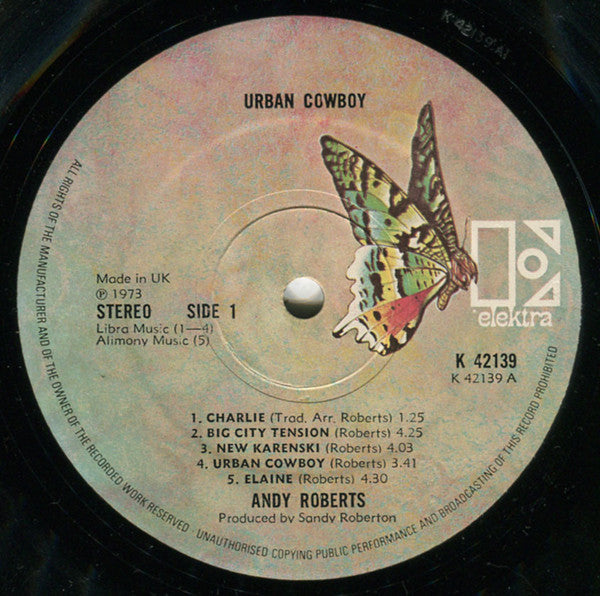 K 42139 A1
URBAN COWBOY
Made in UK
℗ 1973
STEREO SIDE 1
Libra Music (1—4)
Alimony Music (5)
elektra
K 42139
K 42139 A
1. CHARLIE (Trad. Arr. Roberts) 1.25
2. BIG CITY TENSION (Roberts) 4.25
3. NEW KARENSKI (Roberts) 4.03
4. URBAN COWBOY (Roberts) 3.41
5. ELAINE (Roberts) 4.30
ANDY ROBERTS
Produced by Sandy Roberton
ALL RIGHTS OF THE MANUFACTURER AND OF THE OWNER OF THE RECORDED WORK RESERVED · UNAUTHORISED COPYING PUBLIC PERFORMANCE AND BROADCASTING OF THIS RECORD PROHIBITED